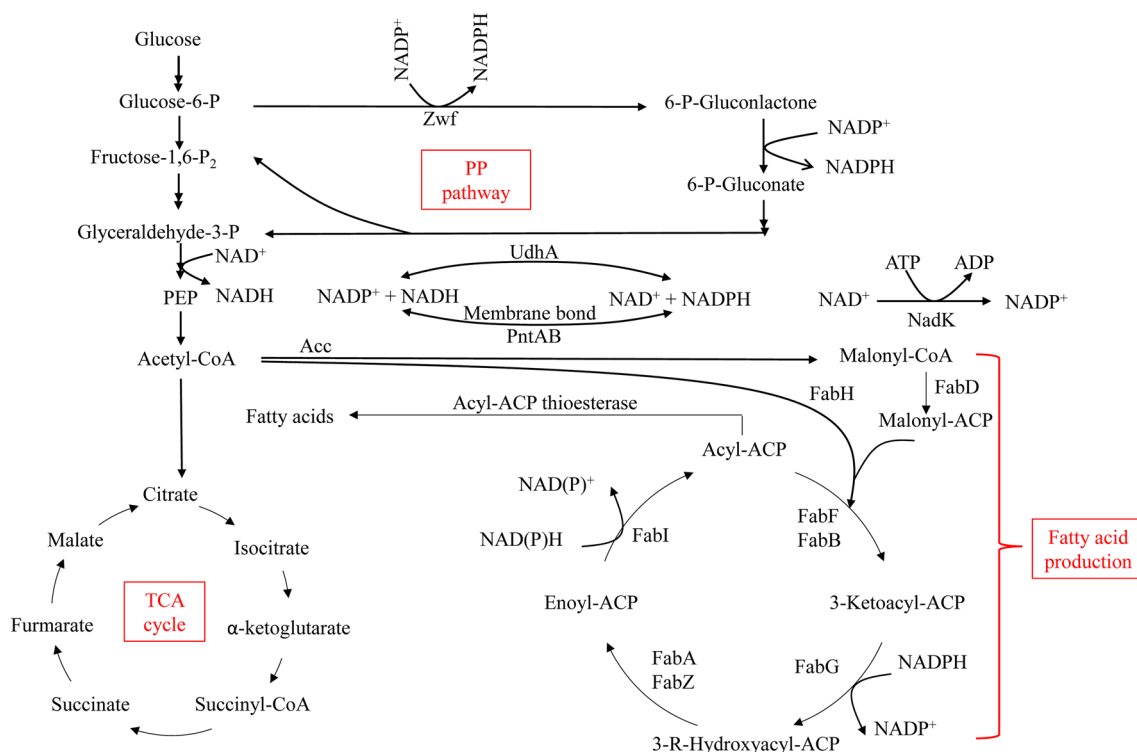 Glucose
NADP⁺
NADPH
Glucose-6-P
Zwf
6-P-Gluconlactone
NADP⁺
NADPH
Fructose-1,6-P₂
PP
pathway
6-P-Gluconate
Glyceraldehyde-3-P
NAD⁺
NADH
UdhA
NADP⁺ + NADH
NAD⁺ + NADPH
Membrane bond
PntAB
ATP
ADP
NAD⁺
NADP⁺
NadK
PEP
Acetyl-CoA
Acc
Malonyl-CoA
FabH
FabD
Malonyl-ACP
Fatty acids
Acyl-ACP thioesterase
Acyl-ACP
Citrate
Malate
Isocitrate
TCA
cycle
Furmarate
α-ketoglutarate
Succinate
Succinyl-CoA
NAD(P)⁺
NAD(P)H
FabI
FabF
FabB
Enoyl-ACP
3-Ketoacyl-ACP
FabA
FabZ
FabG
NADPH
NADP⁺
3-R-Hydroxyacyl-ACP
Fatty acid
production